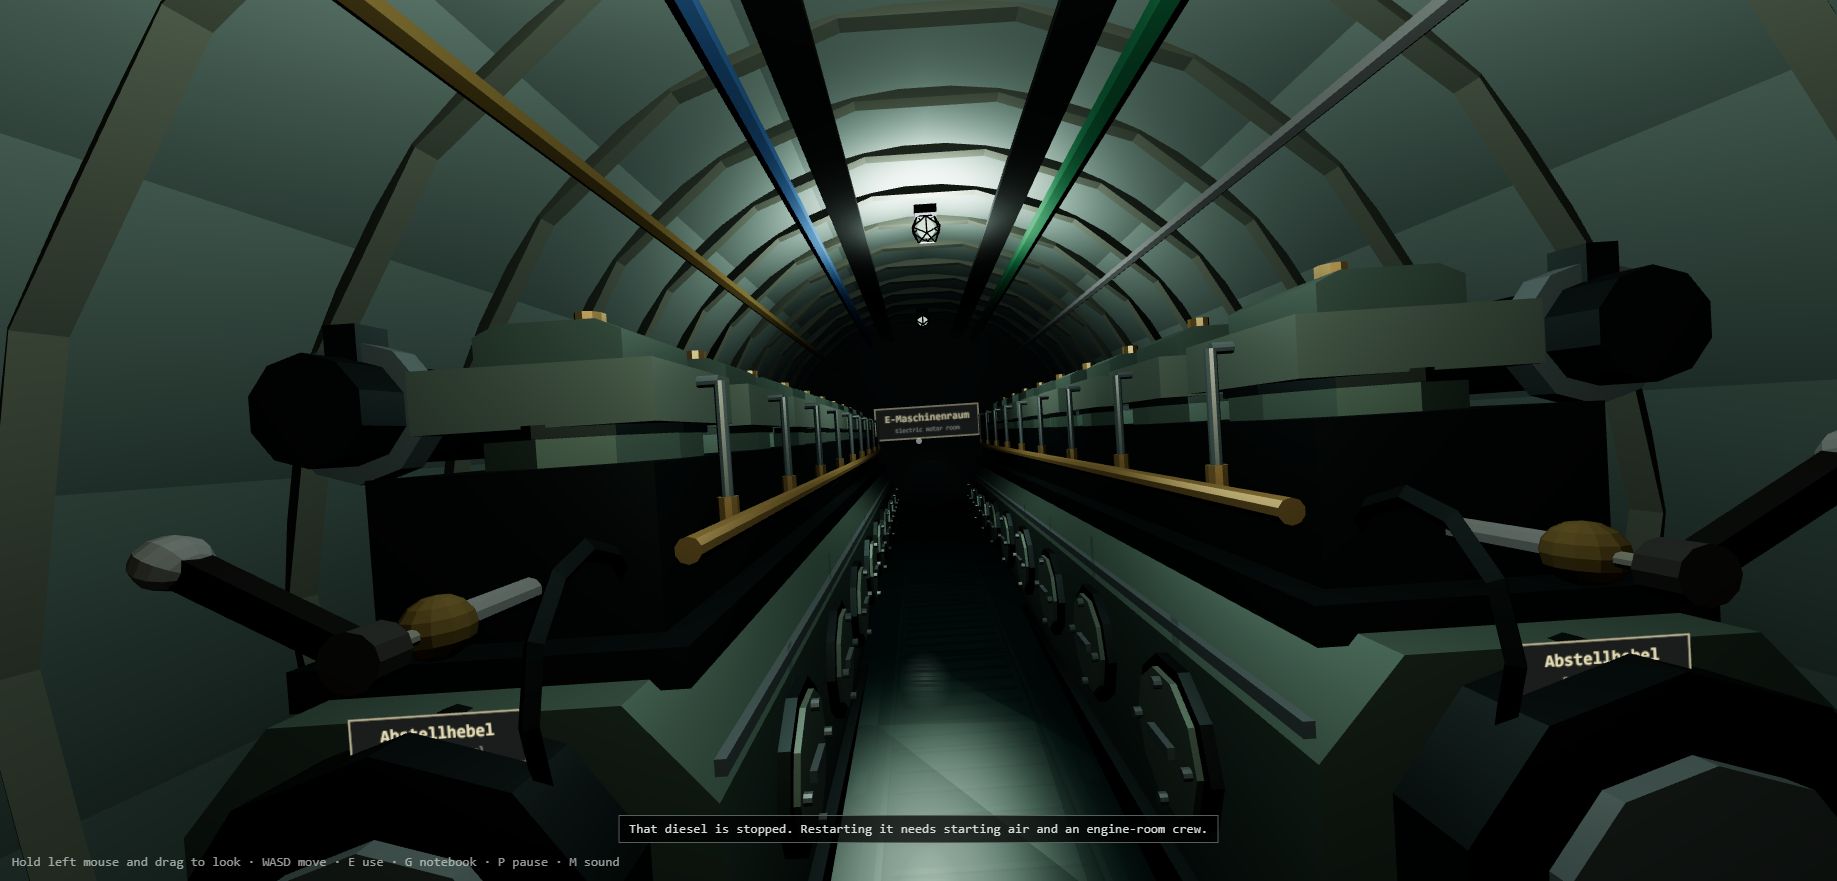 E-Maschinenraum
Electric motor room
Abstellhebel
Abstellhebel
That diesel is stopped. Restarting it needs starting air and an engine-room crew.
Hold left mouse and drag to look · WASD move · E use · G notebook · P pause · M sound